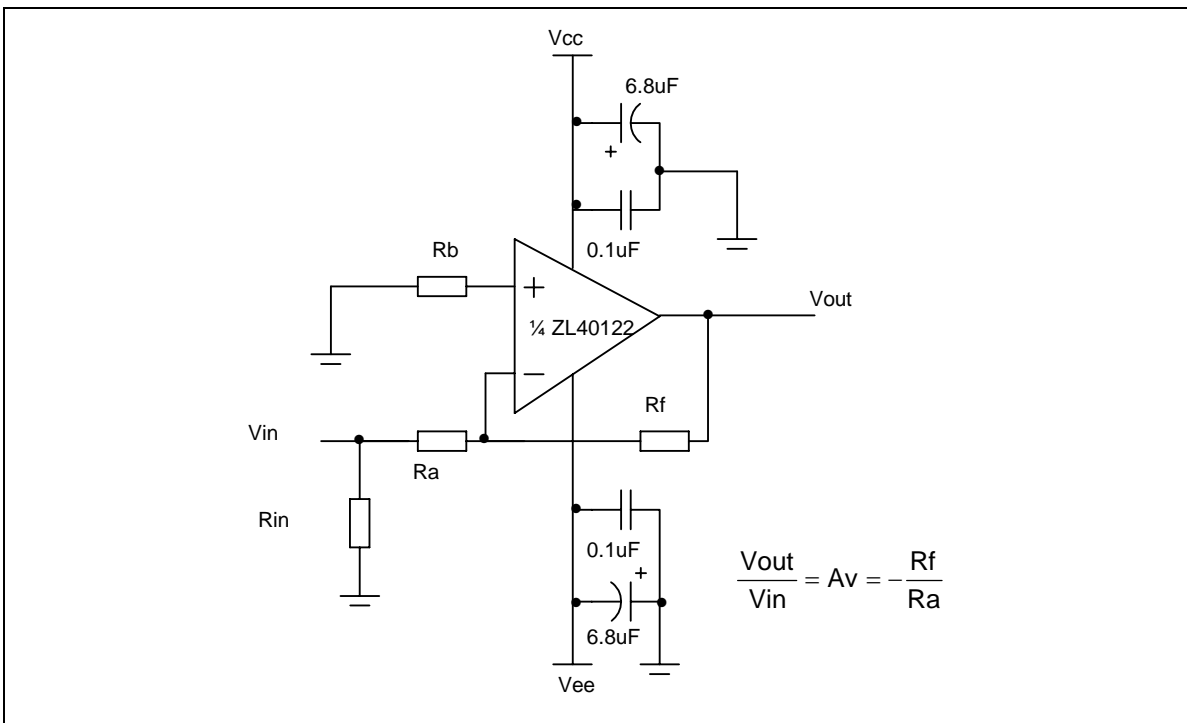 Vcc
6.8uF
+
0.1uF
Rb
+
Vout
¼ ZL40122
−
Rf
Vin
Ra
Rin
0.1uF
+
6.8uF
Vee
Vout/Vin = Av = −Rf/Ra